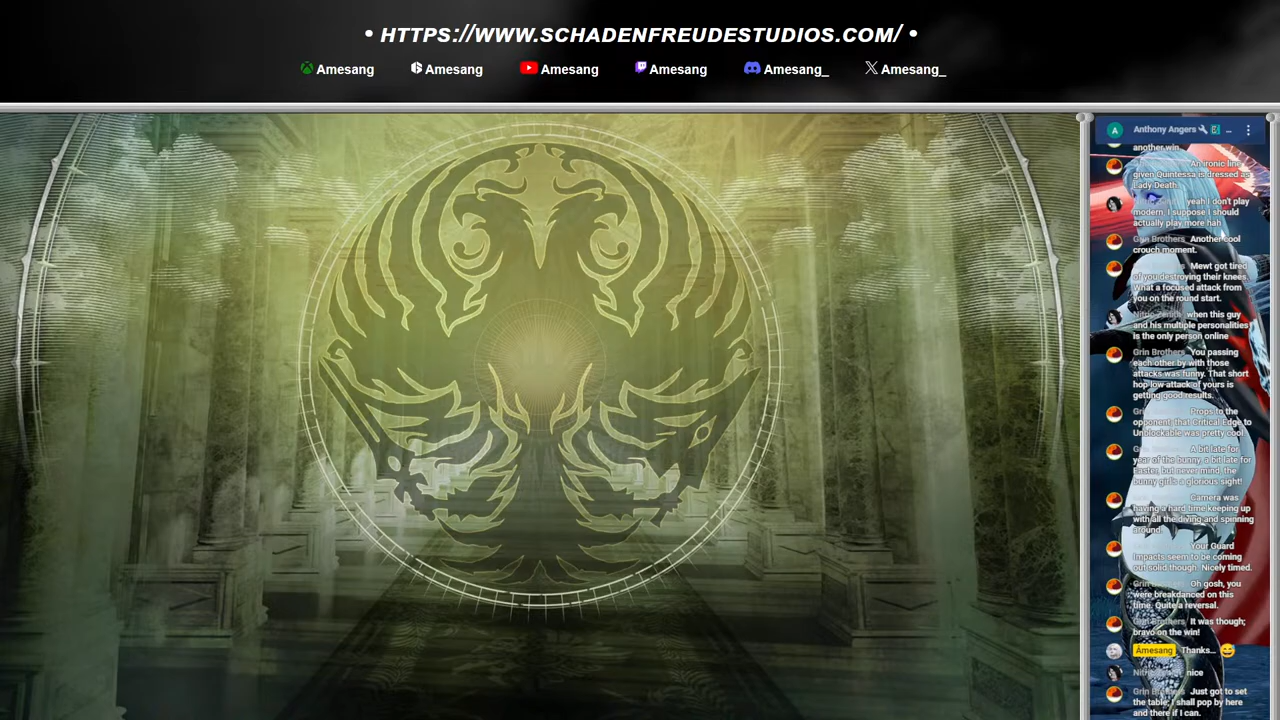 • HTTPS://WWW.SCHADENFREUDESTUDIOS.COM/ •
Amesang Amesang Amesang Amesang Amesang_ Amesang_
A Anthony Angers ...
another win.
An ironic line
given Quintessa is dressed as
Lady Death.
yeah I don't play
modern, I suppose I should
actually play more hah
Grin Brothers Another cool
crouch moment.
Mewt got tired
of you destroying their knees.
What a focused attack from
you on the round start.
when this guy
and his multiple personalities
is the only person online
Grin Brothers You passing
each other by with those
attacks was funny. That short
hop low attack of yours is
getting good results.
Props to the
opponent; that Critical Edge to
Unblockable was pretty cool.
A bit late for
year of the bunny, a bit late for
Easter, but never mind, the
bunny girl's a glorious sight!
Camera was
having a hard time keeping up
with all the diving and spinning
around.
Your Guard
Impacts seem to be coming
out solid though. Nicely timed.
Oh gosh, you
were breakdanced on this
time. Quite a reversal.
Grin Brothers It was though;
bravo on the win!
Amesang Thanks... 😅
nice
Grin Brothers Just got to set
the table; I shall pop by here
and there if I can.